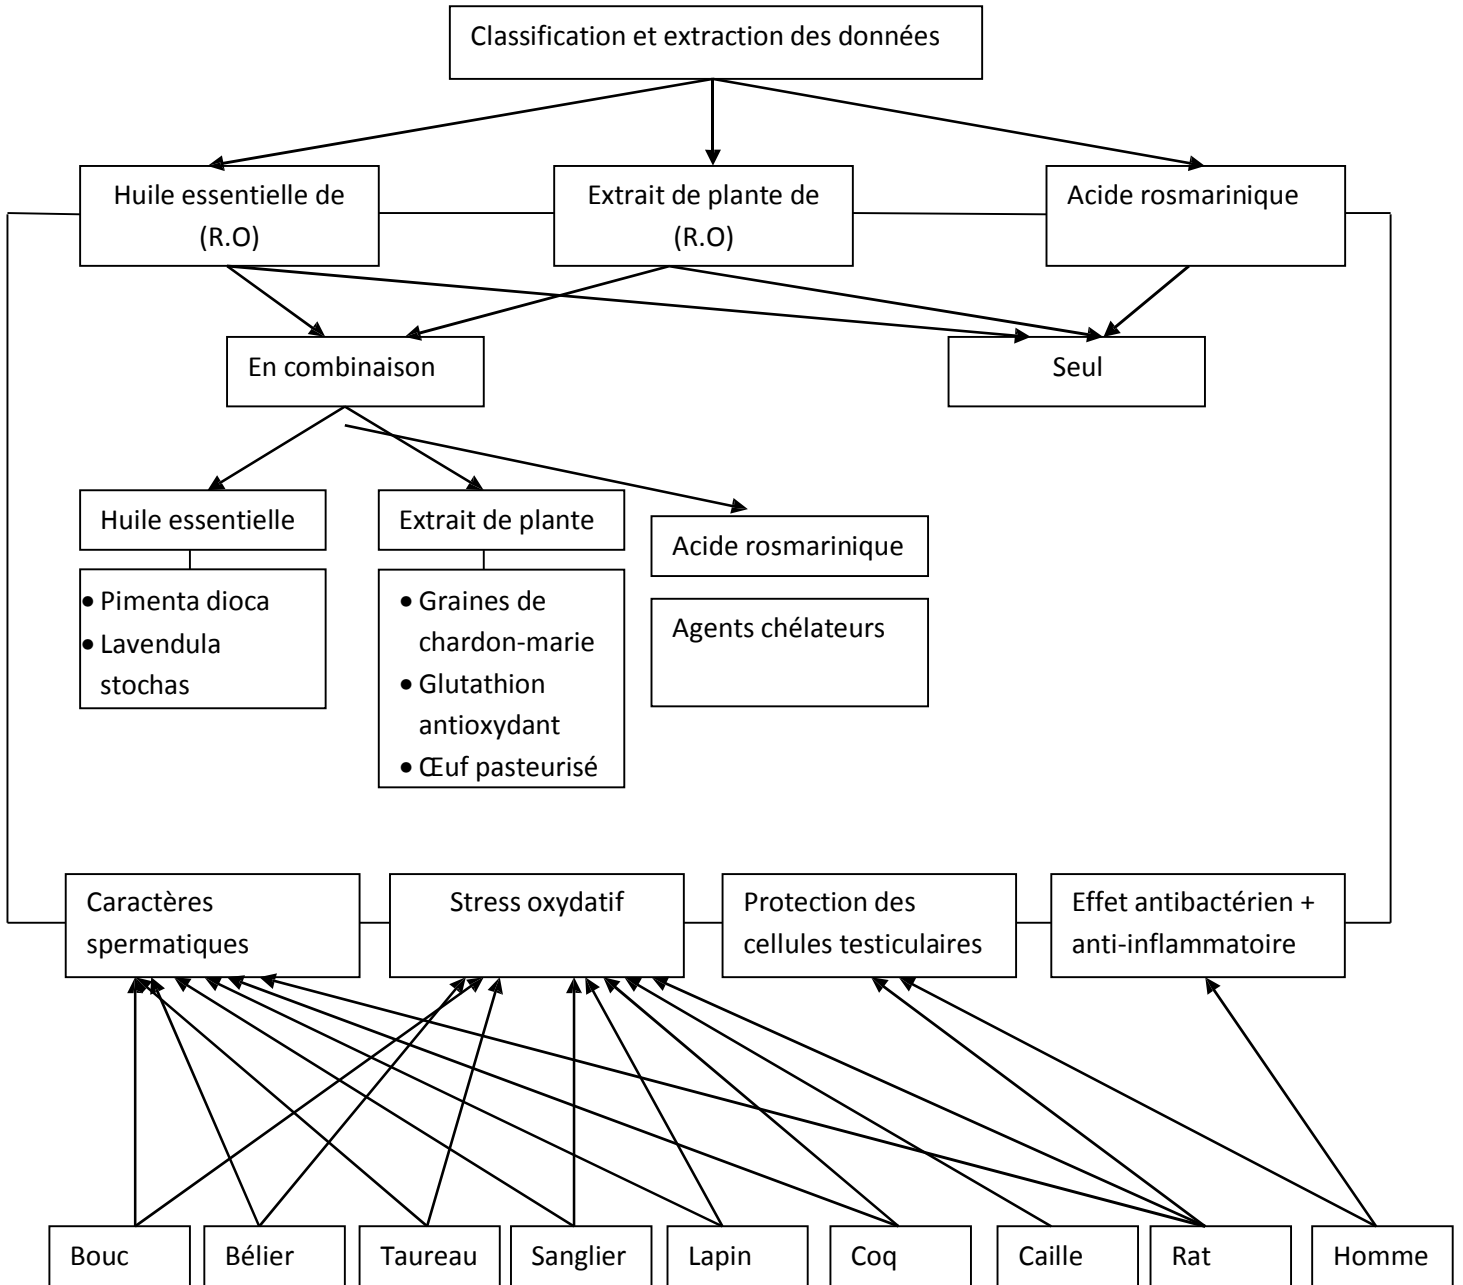 Classification et extraction des données
Huile essentielle de
(R.O)
Extrait de plante de
(R.O)
Acide rosmarinique
En combinaison
Seul
Huile essentielle
Extrait de plante
Acide rosmarinique
• Pimenta dioca
• Lavendula
stochas
• Graines de
chardon-marie
• Glutathion
antioxydant
• Œuf pasteurisé
Agents chélateurs
Caractères
spermatiques
Stress oxydatif
Protection des
cellules testiculaires
Effet antibactérien +
anti-inflammatoire
Bouc
Bélier
Taureau
Sanglier
Lapin
Coq
Caille
Rat
Homme